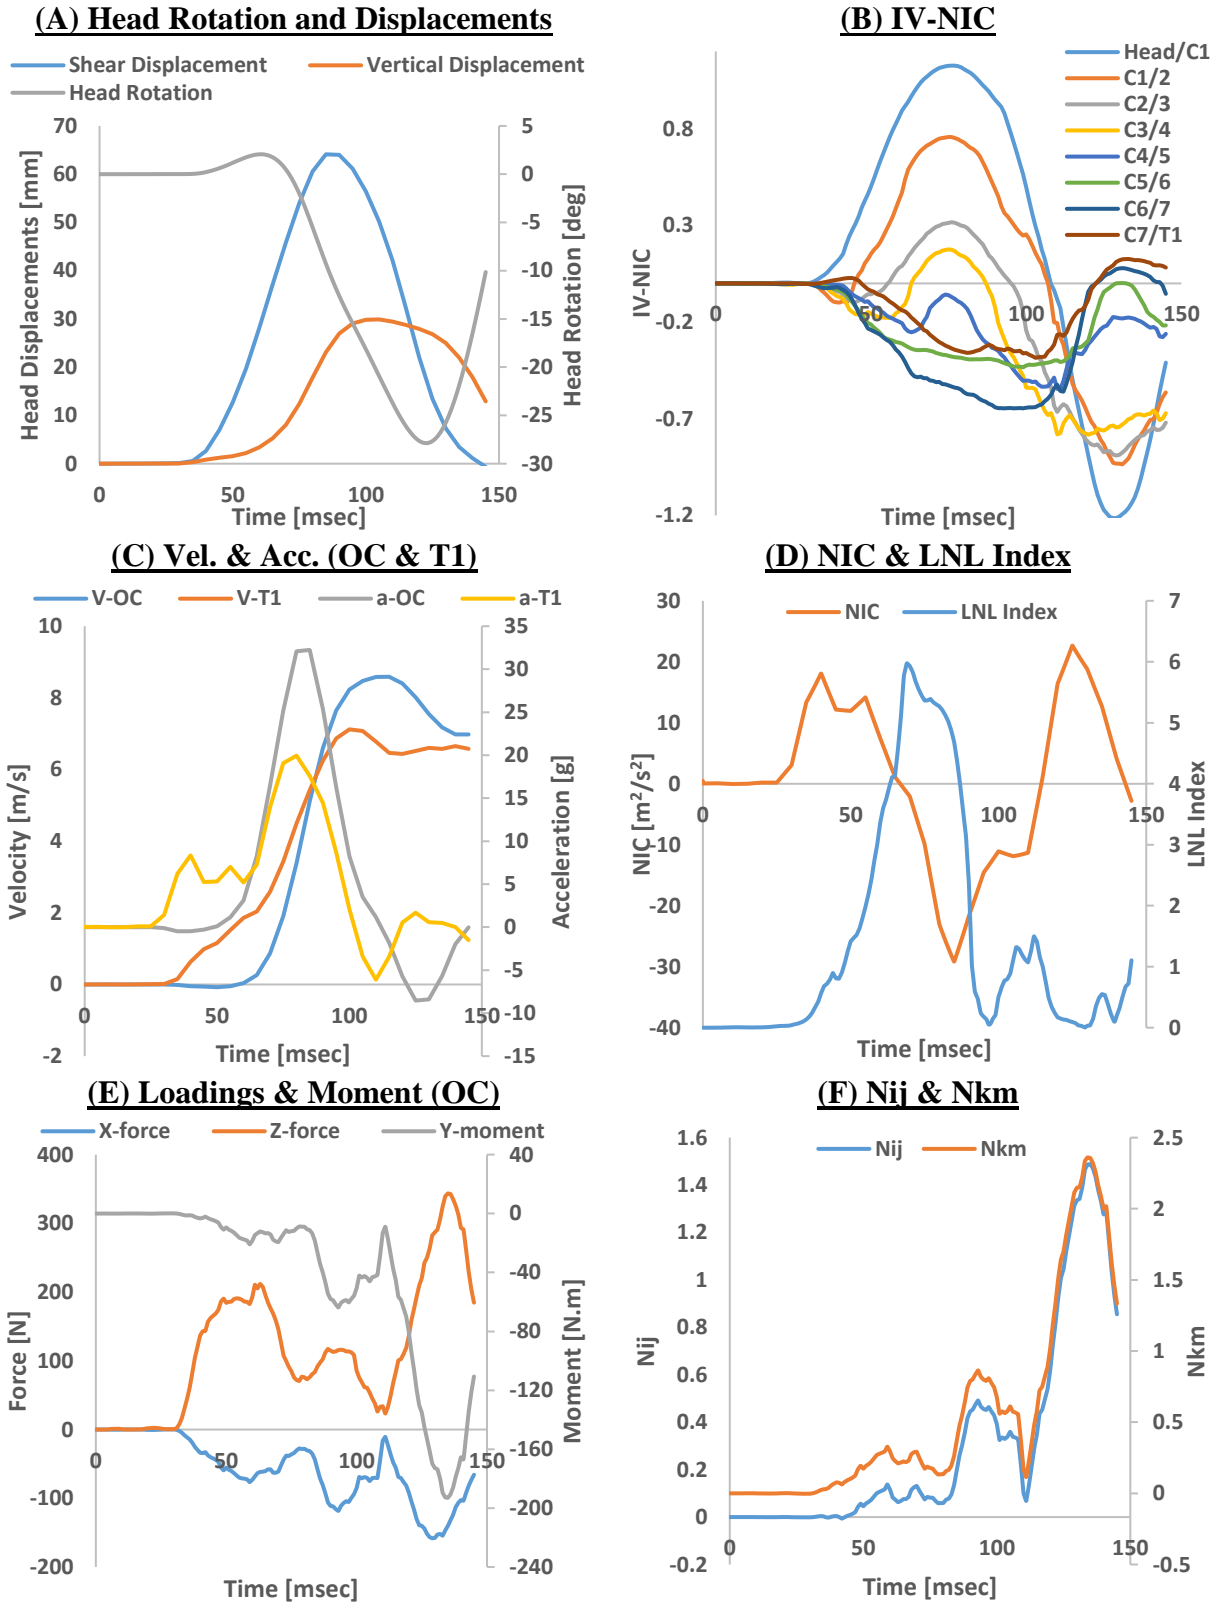 (A) Head Rotation and Displacements
Shear Displacement
Vertical Displacement
Head Rotation
70
60
50
40
30
20
10
0
5
0
-5
-10
-15
-20
-25
-30
0
50
100
150
Head Displacements [mm]
Head Rotation [deg]
Time [msec]
(B) IV-NIC
Head/C1
C1/2
C2/3
C3/4
C4/5
C5/6
C6/7
C7/T1
0.8
0.3
-0.2
-0.7
-1.2
0
50
100
150
IV-NIC
Time [msec]
(C) Vel. & Acc. (OC & T1)
V-OC
V-T1
a-OC
a-T1
10
8
6
4
2
0
-2
35
30
25
20
15
10
5
0
-5
-10
-15
0
50
100
150
Velocity [m/s]
Acceleration [g]
Time [msec]
(D) NIC & LNL Index
NIC
LNL Index
30
20
10
0
-10
-20
-30
-40
7
6
5
4
3
2
1
0
0
50
100
150
NIC [m²/s²]
LNL Index
Time [msec]
(E) Loadings & Moment (OC)
X-force
Z-force
Y-moment
400
300
200
100
0
-100
-200
40
0
-40
-80
-120
-160
-200
-240
0
50
100
150
Force [N]
Moment [N.m]
Time [msec]
(F) Nij & Nkm
Nij
Nkm
1.6
1.4
1.2
1
0.8
0.6
0.4
0.2
0
-0.2
2.5
2
1.5
1
0.5
0
-0.5
0
50
100
150
Nij
Nkm
Time [msec]